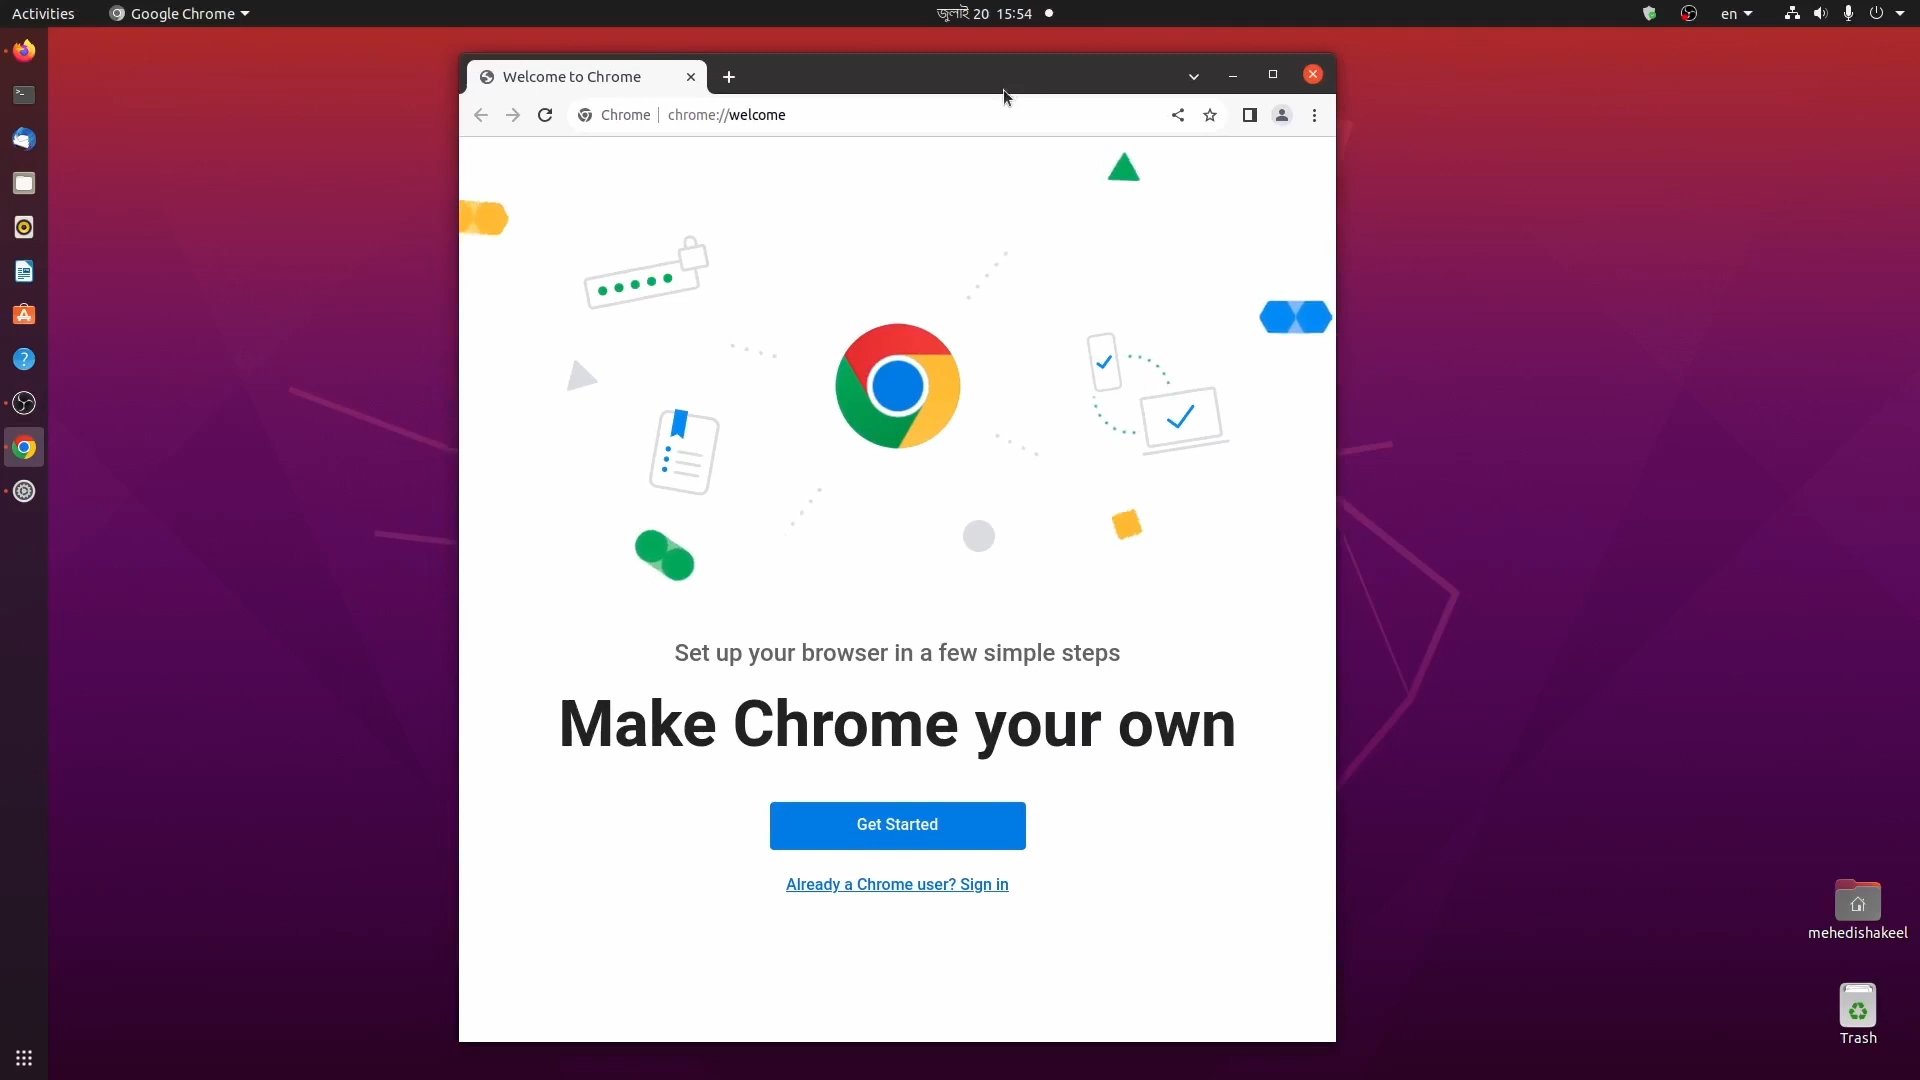 Activities
Google Chrome
জুলাই 20 15:54
en
Welcome to Chrome
Chrome | chrome://welcome
Set up your browser in a few simple steps
Make Chrome your own
Get Started
Already a Chrome user? Sign in
mehedishakeel
Trash